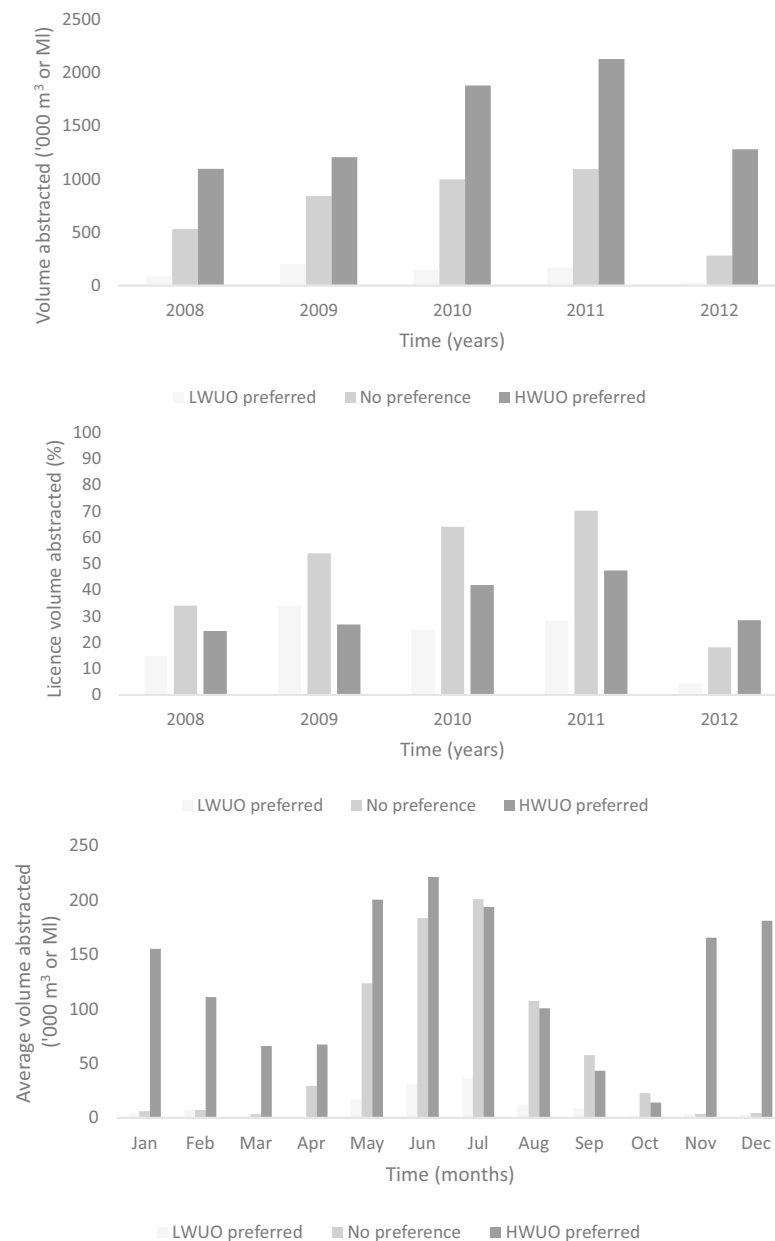 Volume abstracted ('000 m³ or Ml)
2500
2000
1500
1000
500
0
2008 2009 2010 2011 2012
Time (years)
LWUO preferred No preference HWUO preferred
Licence volume abstracted (%)
100
90
80
70
60
50
40
30
20
10
0
2008 2009 2010 2011 2012
Time (years)
LWUO preferred No preference HWUO preferred
Average volume abstracted
('000 m³ or Ml)
250
200
150
100
50
0
Jan Feb Mar Apr May Jun Jul Aug Sep Oct Nov Dec
Time (months)
LWUO preferred No preference HWUO preferred